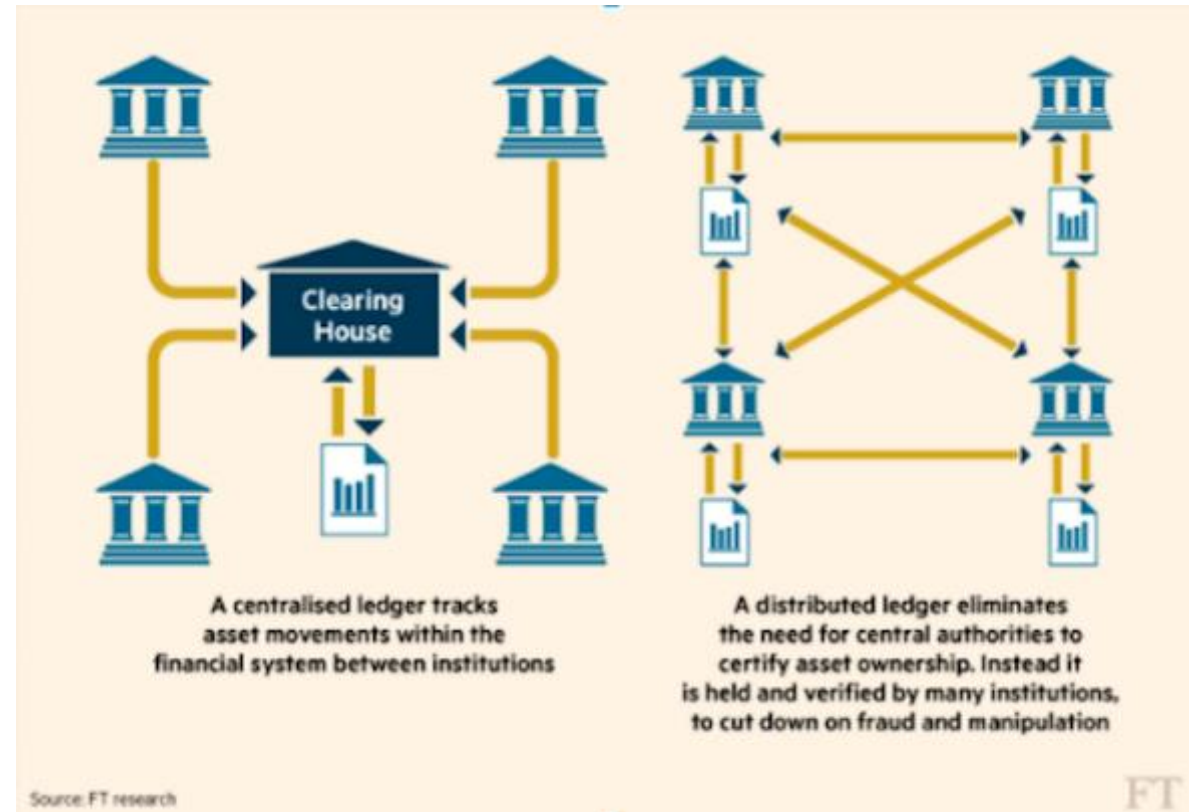 Clearing
House
A centralised ledger tracks
asset movements within the
financial system between institutions
A distributed ledger eliminates
the need for central authorities to
certify asset ownership. Instead it
is held and verified by many institutions,
to cut down on fraud and manipulation
Source: FT research
FT